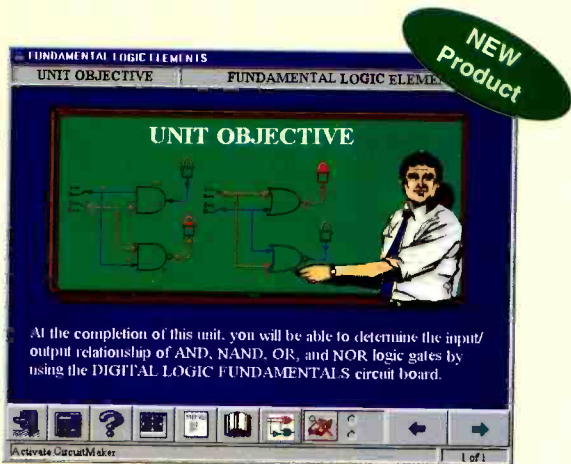 NEW
Product
FUNDAMENTAL LOGIC ELEMENTS
UNIT OBJECTIVE
FUNDAMENTAL LOGIC ELEME
UNIT OBJECTIVE
At the completion of this unit, you will be able to determine the input/
output relationship of AND, NAND, OR, and NOR logic gates by
using the DIGITAL LOGIC FUNDAMENTALS circuit board.
Activate CircuitMaker
1 of 1